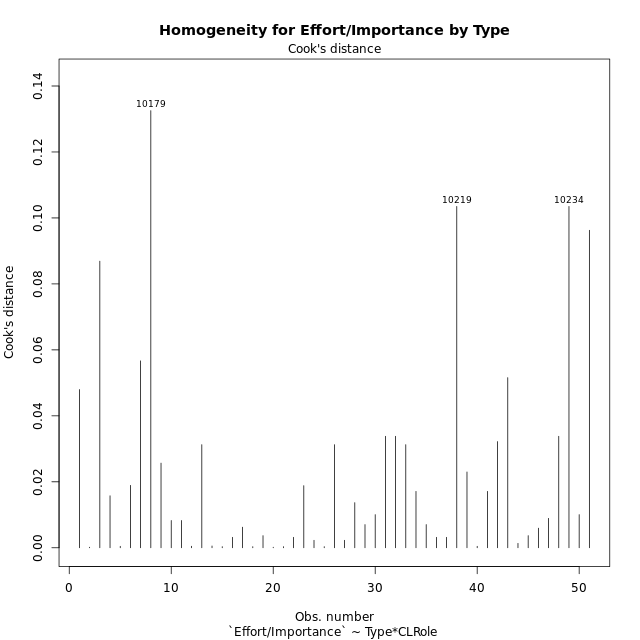 Homogeneity for Effort/Importance by Type
Cook's distance
10179
10219
10234
0.14
0.12
0.10
0.08
0.06
0.04
0.02
0.00
Cook's distance
0 10 20 30 40 50
Obs. number
`Effort/Importance` ~ Type*CLRole